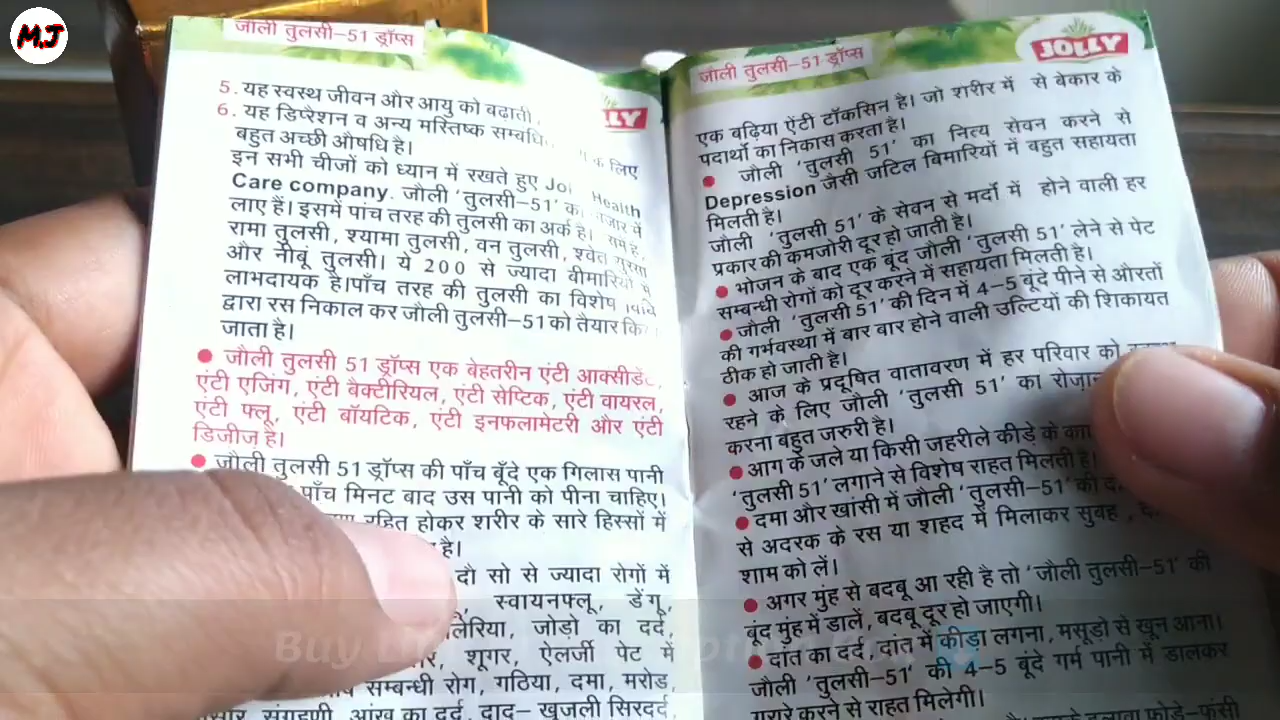 M.J
जौली तुलसी–51 ड्रॉप्स
5. यह स्वस्थ जीवन और आयु को बढ़ाती
6. यह डिप्रेशन व अन्य मस्तिष्क के लिए
बहुत अच्छी औषधि है।
इन सभी चीजों को ध्यान में रखते हुए Health
Care company. जौली 'तुलसी–51'
लाए हैं। इसमें पांच तरह की तुलसी का अर्क है।
रामा तुलसी, श्यामा तुलसी, वन तुलसी, श्वेत
और नीबू तुलसी। ये 200 से ज्यादा
लाभदायक है।पाँच तरह की तुलसी का विशेष
द्वारा रस निकाल कर जौली तुलसी–51 को तैयार
जाता है।
● जौली तुलसी 51 ड्रॉप्स एक बेहतरीन एंटी
एंटी एजिंग, एंटी बैक्टीरियल, एंटी सेप्टिक, एंटी वायरल,
एंटी फ्लू, एंटी बॉयटिक, एंटी इनफलामेटरी और एंटी
डिजीज है।
● जौली तुलसी 51 ड्रॉप्स की पाँच बूँदे एक गिलास पानी
पाँच मिनट बाद उस पानी को पीना चाहिए।
रहित होकर शरीर के सारे हिस्सों में
है।
दौ सो से ज्यादा रोगों में
स्वायनफ्लू, डेंगू,
जोड़ो का दर्द,
शूगर, ऐलर्जी पेट में
सम्बन्धी रोग, गठिया, दमा, मरोड़,
संग्रहणी, आंख का दर्द, दाद– खुजली सिरदर्द,
जौली तुलसी–51 ड्रॉप्स
JOLLY
एक बढ़िया ऐंटी टॉकसिन है। जो शरीर में से बेकार के
पदार्थो का निकास करता है।
● जौली 'तुलसी 51' का नित्य सेवन करने से
Depression जैसी जटिल बिमारियों में बहुत सहायता
मिलती है।
जौली 'तुलसी 51' के सेवन से मर्दो में होने वाली हर
प्रकार की कमजोरी दूर हो जाती है।
● भोजन के बाद एक बूंद जौली 'तुलसी 51' लेने से पेट
सम्बन्धी रोगों को दूर करने में सहायता मिलती है।
● जौली 'तुलसी 51' की दिन में 4–5 बूंदे पीने से औरतों
की गर्भवस्था में बार बार होने वाली उल्टियों की शिकायत
ठीक हो जाती है।
● आज के प्रदूषित वातावरण में हर परिवार को
रहने के लिए जौली 'तुलसी 51' का
करना बहुत जरुरी है।
● आग के जले या किसी जहरीले कीड़े के
'तुलसी 51' लगाने से विशेष राहत मिलती है।
● दमा और खांसी में जौली 'तुलसी–51' की
से अदरक के रस या शहद में मिलाकर सुबह ,
शाम को लें।
● अगर मुंह से बदबू आ रही है तो 'जौली तुलसी–51' की
बूंद मुंह में डालें, बदबू दूर हो जाएगी।
● दांत का दर्द, दांत में कीड़ा लगना, मसूड़ो से खून आना।
जौली 'तुलसी–51' की 4–5 बूंदे गर्म पानी में डालकर
गरारे करने से राहत मिलेगी।
Buy